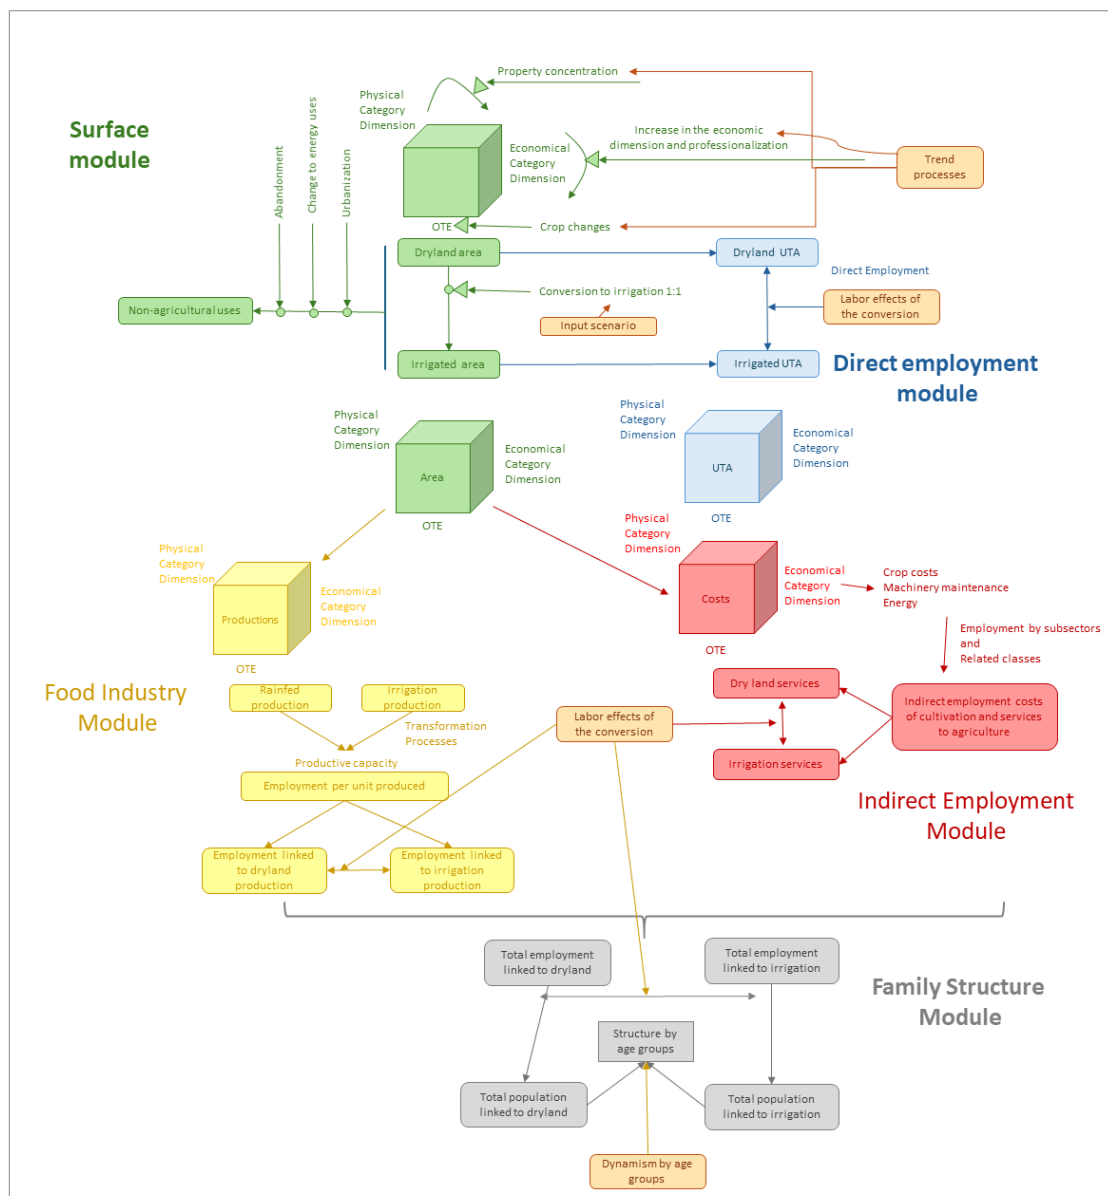 Property concentration
Physical
Category
Dimension
Surface
module
Increase in the economic
dimension and professionalization
Economical
Category
Dimension
Trend
processes
Abandonment
Change to energy uses
Urbanization
OTE
Crop changes
Dryland area
Dryland UTA
Direct Employment
Conversion to irrigation 1:1
Labor effects of
the conversion
Non-agricultural uses
Input scenario
Irrigated area
Irrigated UTA
Direct employment
module
Physical
Category
Dimension
Economical
Category
Dimension
Area
OTE
Physical
Category
Dimension
Economical
Category
Dimension
UTA
OTE
Physical
Category
Dimension
Economical
Category
Dimension
Productions
OTE
Physical
Category
Dimension
Economical
Category
Dimension
Costs
OTE
Crop costs
Machinery maintenance
Energy
Employment by subsectors
and
Related classes
Food Industry
Module
Rainfed
production
Irrigation
production
Transformation
Processes
Productive capacity
Employment per unit produced
Employment linked
to dryland
production
Employment linked
to irrigation
production
Labor effects of
the conversion
Dry land services
Irrigation services
Indirect employment costs
of cultivation and services
to agriculture
Indirect Employment
Module
Total employment
linked to dryland
Total employment
linked to irrigation
Family Structure
Module
Structure by
age groups
Total population
linked to dryland
Total population
linked to irrigation
Dynamism by age
groups